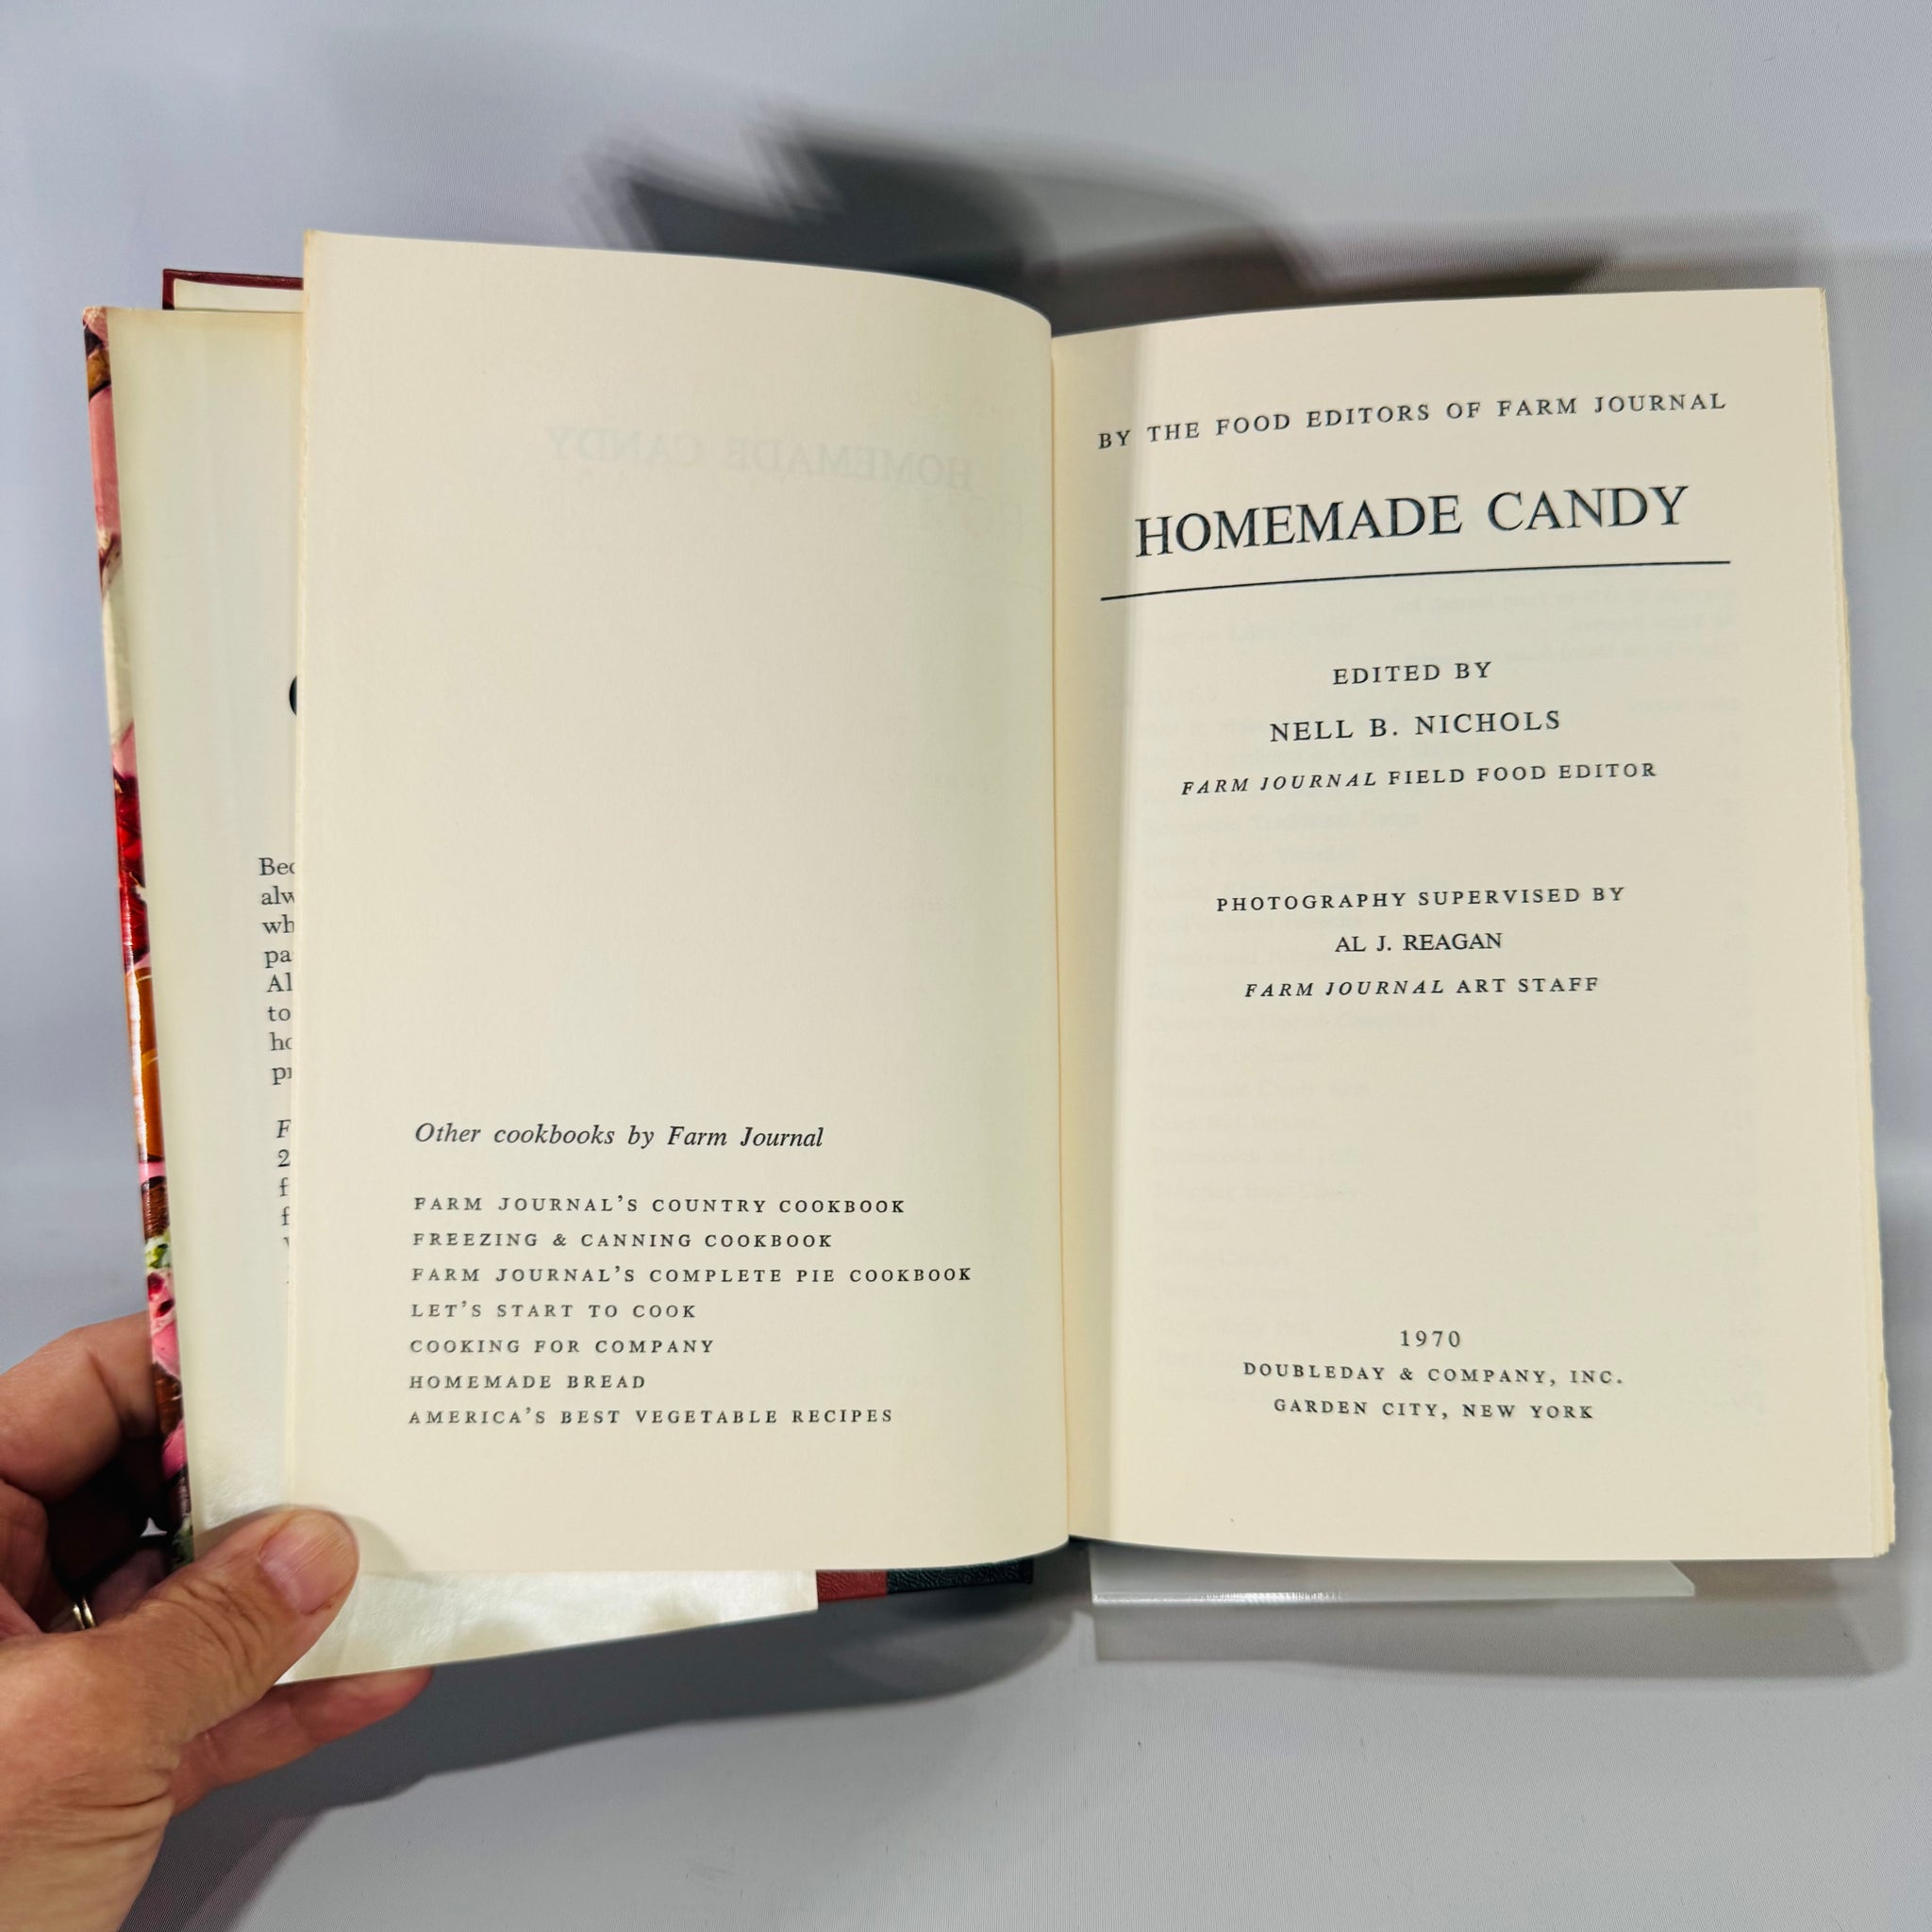 Other cookbooks by Farm Journal
FARM JOURNAL'S COUNTRY COOKBOOK
FREEZING & CANNING COOKBOOK
FARM JOURNAL'S COMPLETE PIE COOKBOOK
LET'S START TO COOK
COOKING FOR COMPANY
HOMEMADE BREAD
AMERICA'S BEST VEGETABLE RECIPES
BY THE FOOD EDITORS OF FARM JOURNAL
HOMEMADE CANDY
EDITED BY
NELL B. NICHOLS
FARM JOURNAL FIELD FOOD EDITOR
PHOTOGRAPHY SUPERVISED BY
AL J. REAGAN
FARM JOURNAL ART STAFF
1970
DOUBLEDAY & COMPANY, INC.
GARDEN CITY, NEW YORK